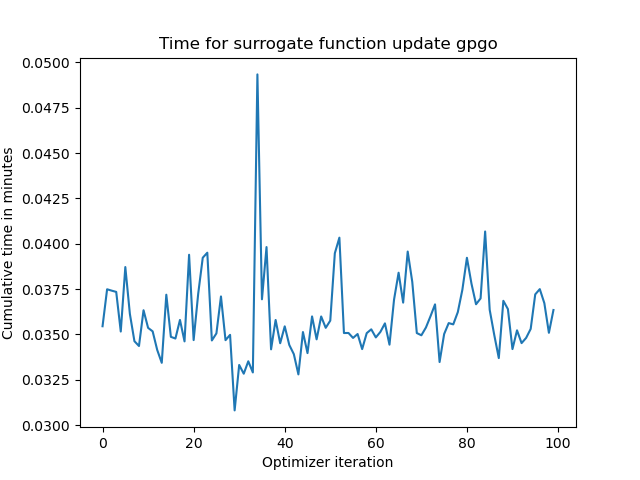 Time for surrogate function update gpgo
0.0500
0.0475
0.0450
0.0425
0.0400
0.0375
0.0350
0.0325
0.0300
Cumulative time in minutes
0 20 40 60 80 100
Optimizer iteration